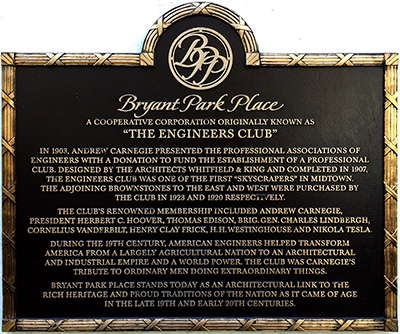 BPP
Bryant Park Place
A COOPERATIVE CORPORATION ORIGINALLY KNOWN AS
"THE ENGINEERS CLUB"
IN 1903, ANDREW CARNEGIE PRESENTED THE PROFESSIONAL ASSOCIATIONS OF
ENGINEERS WITH A DONATION TO FUND THE ESTABLISHMENT OF A PROFESSIONAL
CLUB. DESIGNED BY THE ARCHITECTS WHITFIELD & KING AND COMPLETED IN 1907,
THE ENGINEERS CLUB WAS ONE OF THE FIRST "SKYSCRAPERS" IN MIDTOWN.
THE ADJOINING BROWNSTONES TO THE EAST AND WEST WERE PURCHASED BY
THE CLUB IN 1923 AND 1920 RESPECTIVELY.
THE CLUB'S RENOWNED MEMBERSHIP INCLUDED ANDREW CARNEGIE,
PRESIDENT HERBERT C. HOOVER, THOMAS EDISON, BRIG. GEN. CHARLES LINDBERGH,
CORNELIUS VANDERBILT, HENRY CLAY FRICK, H.H. WESTINGHOUSE AND NIKOLA TESLA.
DURING THE 19TH CENTURY, AMERICAN ENGINEERS HELPED TRANSFORM
AMERICA FROM A LARGELY AGRICULTURAL NATION TO AN ARCHITECTURAL
AND INDUSTRIAL EMPIRE AND A WORLD POWER. THE CLUB WAS CARNEGIE'S
TRIBUTE TO ORDINARY MEN DOING EXTRAORDINARY THINGS.
BRYANT PARK PLACE STANDS TODAY AS AN ARCHITECTURAL LINK TO THE
RICH HERITAGE AND PROUD TRADITIONS OF THE NATION AS IT CAME OF AGE
IN THE LATE 19TH AND EARLY 20TH CENTURIES.